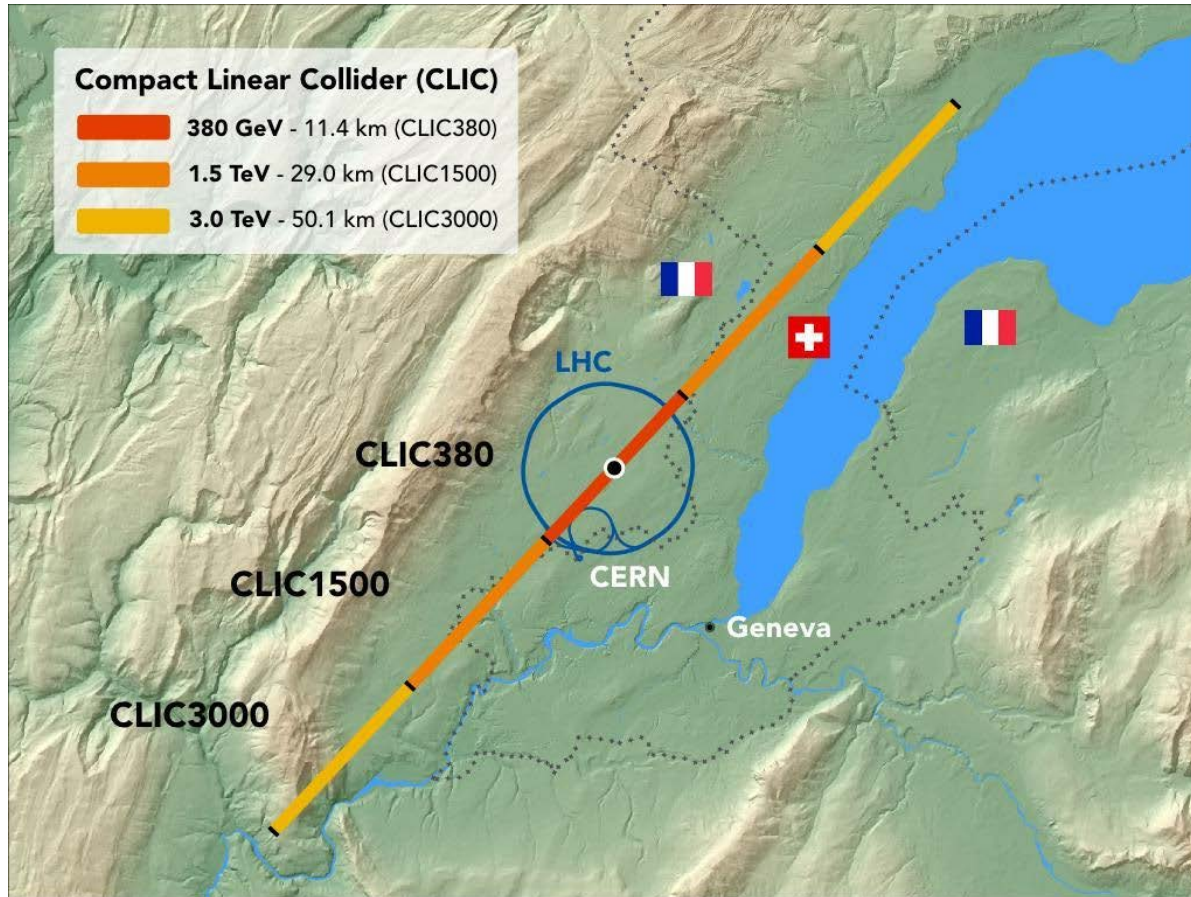 Compact Linear Collider (CLIC)
380 GeV - 11.4 km (CLIC380)
1.5 TeV - 29.0 km (CLIC1500)
3.0 TeV - 50.1 km (CLIC3000)
LHC
CLIC380
CERN
CLIC1500
Geneva
CLIC3000